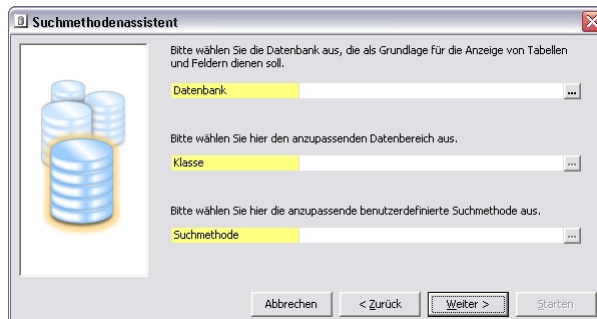 Suchmethodenassistent
Bitte wählen Sie die Datenbank aus, die als Grundlage für die Anzeige von Tabellen
und Feldern dienen soll.
Datenbank ...
Bitte wählen Sie hier den anzupassenden Datenbereich aus.
Klasse ...
Bitte wählen Sie hier die anzupassende benutzerdefinierte Suchmethode aus.
Suchmethode ...
Abbrechen < Zurück Weiter > Starten